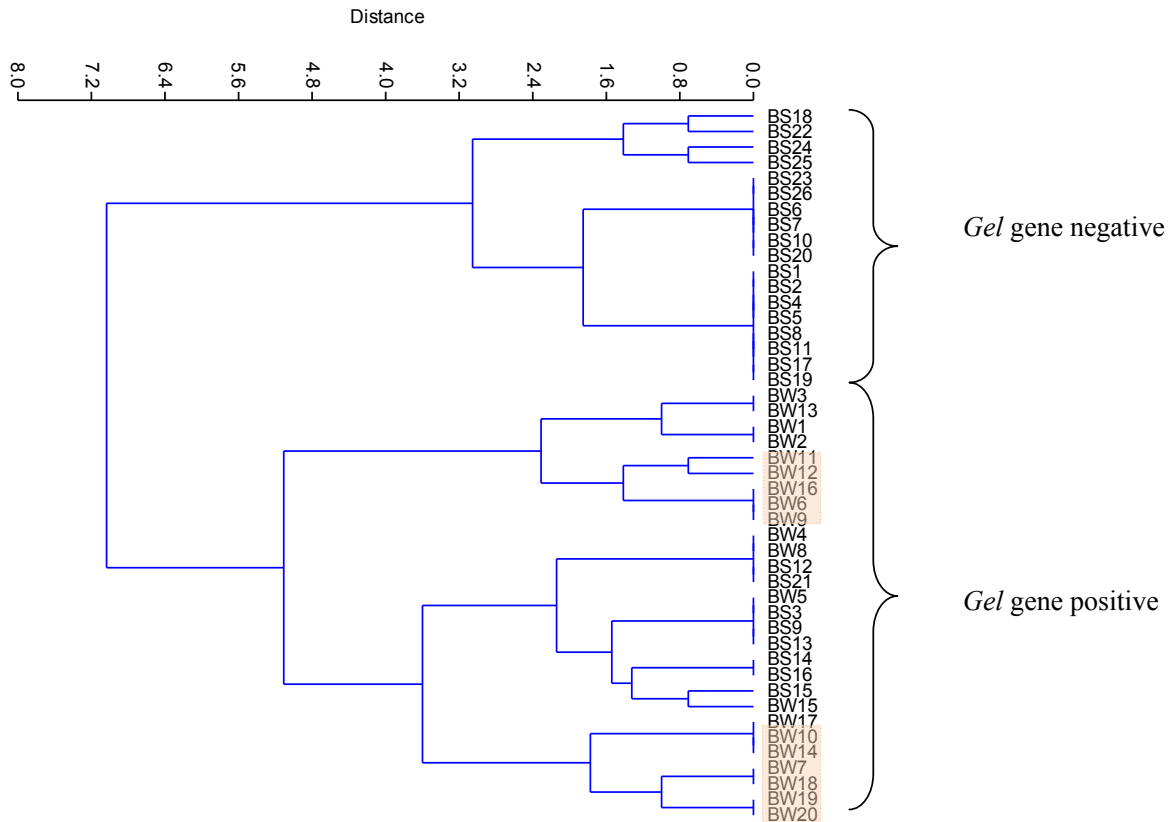 Distance
8.0
7.2
6.4
5.6
4.8
4.0
3.2
2.4
1.6
0.8
0.0
BS18
BS22
BS24
BS25
BS23
BS26
BS6
BS7
BS10
BS20
BS1
BS2
BS4
BS5
BS8
BS11
BS17
BS19
BW3
BW13
BW1
BW2
BW11
BW12
BW16
BW6
BW9
BW4
BW8
BS12
BS21
BW5
BS3
BS9
BS13
BS14
BS16
BS15
BW15
BW17
BW10
BW14
BW7
BW18
BW19
BW20
Gel gene negative
Gel gene positive